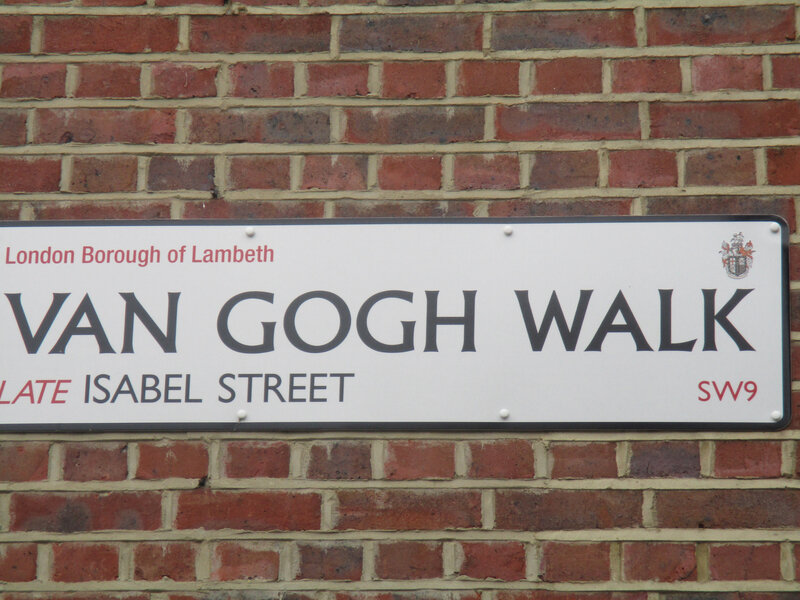 London Borough of Lambeth
VAN GOGH WALK
LATE ISABEL STREET
SW9